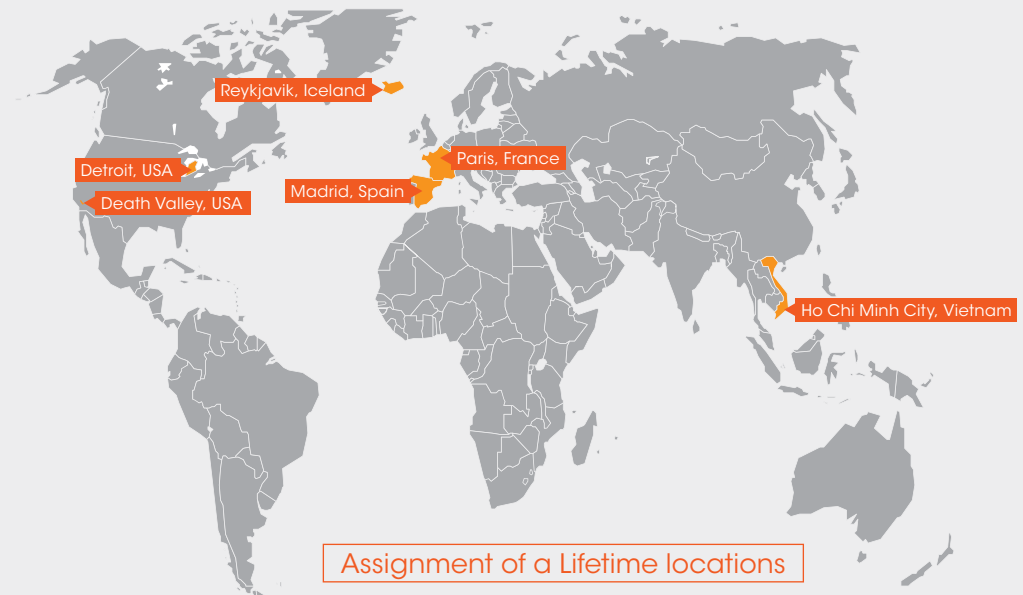 Reykjavik, Iceland
Paris, France
Detroit, USA
Madrid, Spain
Death Valley, USA
Ho Chi Minh City, Vietnam
Assignment of a Lifetime locations